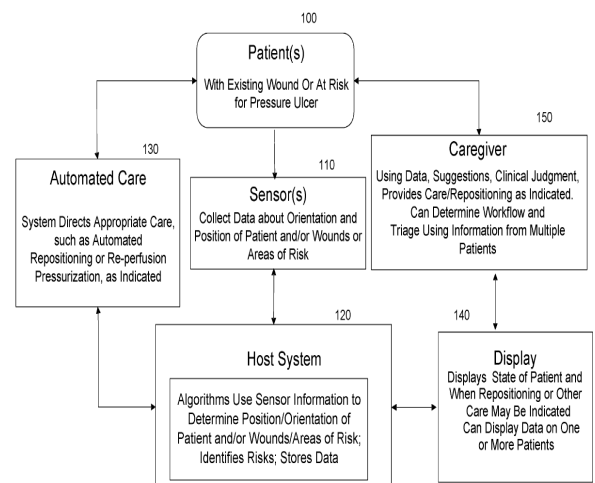 100
Patient(s)
With Existing Wound Or At Risk
for Pressure Ulcer
130
Automated Care
System Directs Appropriate Care,
such as Automated
Repositioning or Re-perfusion
Pressurization, as Indicated
110
Sensor(s)
Collect Data about Orientation and
Position of Patient and/or Wounds or
Areas of Risk
150
Caregiver
Using Data, Suggestions, Clinical Judgment,
Provides Care/Repositioning as Indicated.
Can Determine Workflow and
Triage Using Information from Multiple
Patients
120
Host System
Algorithms Use Sensor Information to
Determine Position/Orientation of
Patient and/or Wounds/Areas of Risk;
Identifies Risks; Stores Data
140
Display
Displays State of Patient and
When Repositioning or Other
Care May Be Indicated
Can Display Data on One
or More Patients